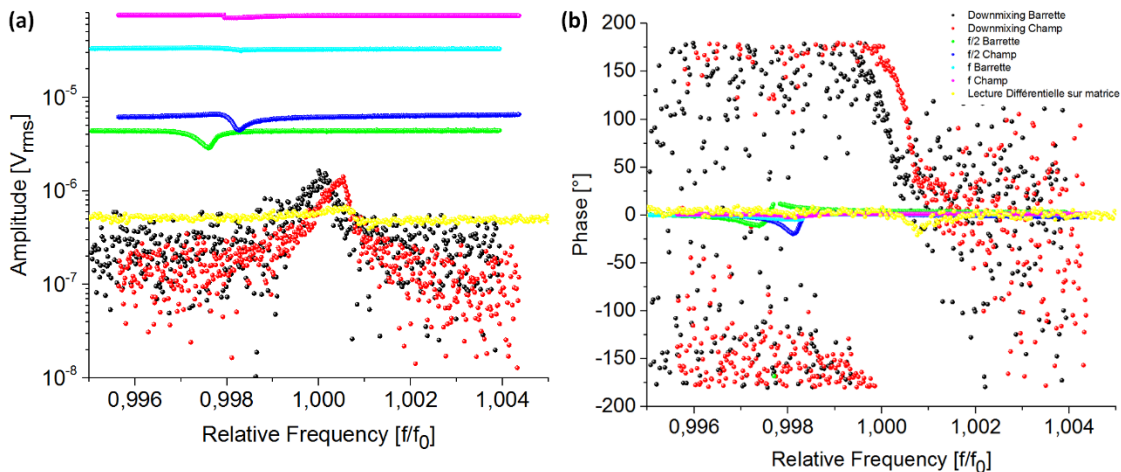 (a)
10⁻⁵
10⁻⁶
10⁻⁷
10⁻⁸
Amplitude [V_rms]
0,996 0,998 1,000 1,002 1,004
Relative Frequency [f/f₀]
(b)
200
150
100
50
0
-50
-100
-150
-200
Phase [°]
0,996 0,998 1,000 1,002 1,004
Relative Frequency [f/f₀]
Downmixing Barrette
Downmixing Champ
f/2 Barrette
f/2 Champ
f Barrette
f Champ
Lecture Différentielle sur matrice